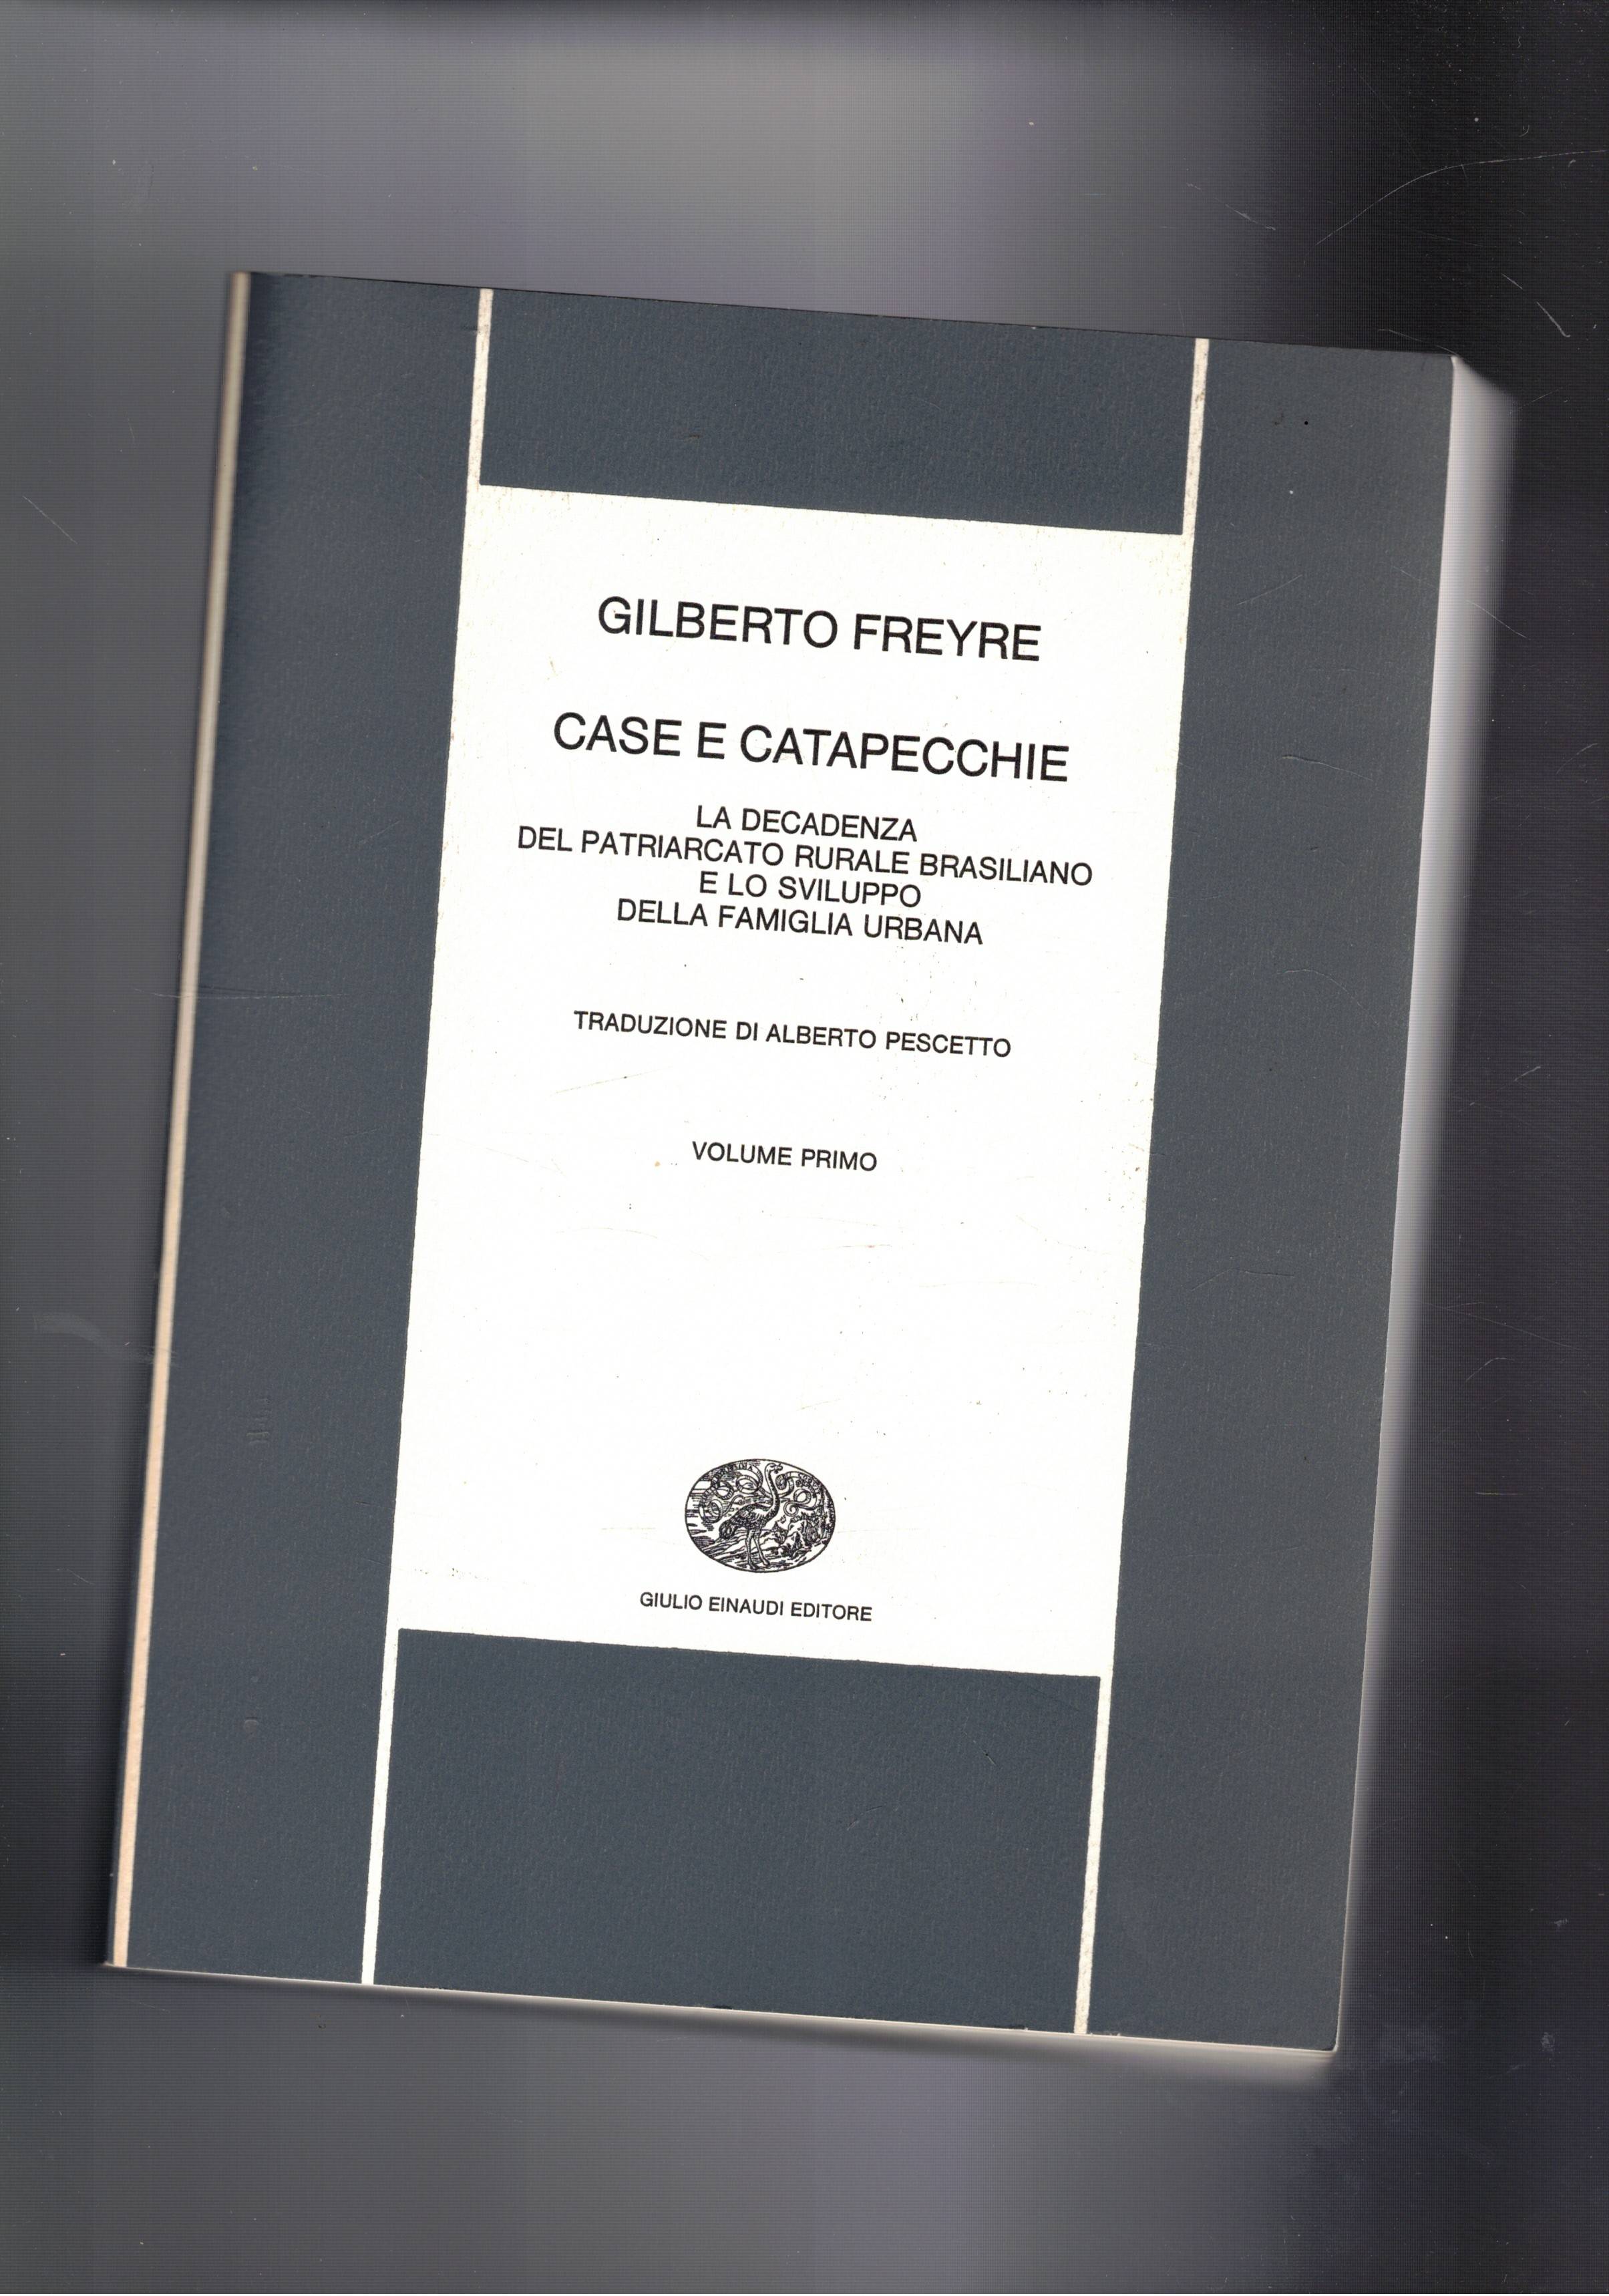 GILBERTO FREYRE
CASE E CATAPECCHIE
LA DECADENZA
DEL PATRIARCATO RURALE BRASILIANO
E LO SVILUPPO
DELLA FAMIGLIA URBANA
TRADUZIONE DI ALBERTO PESCETTO
VOLUME PRIMO
GIULIO EINAUDI EDITORE